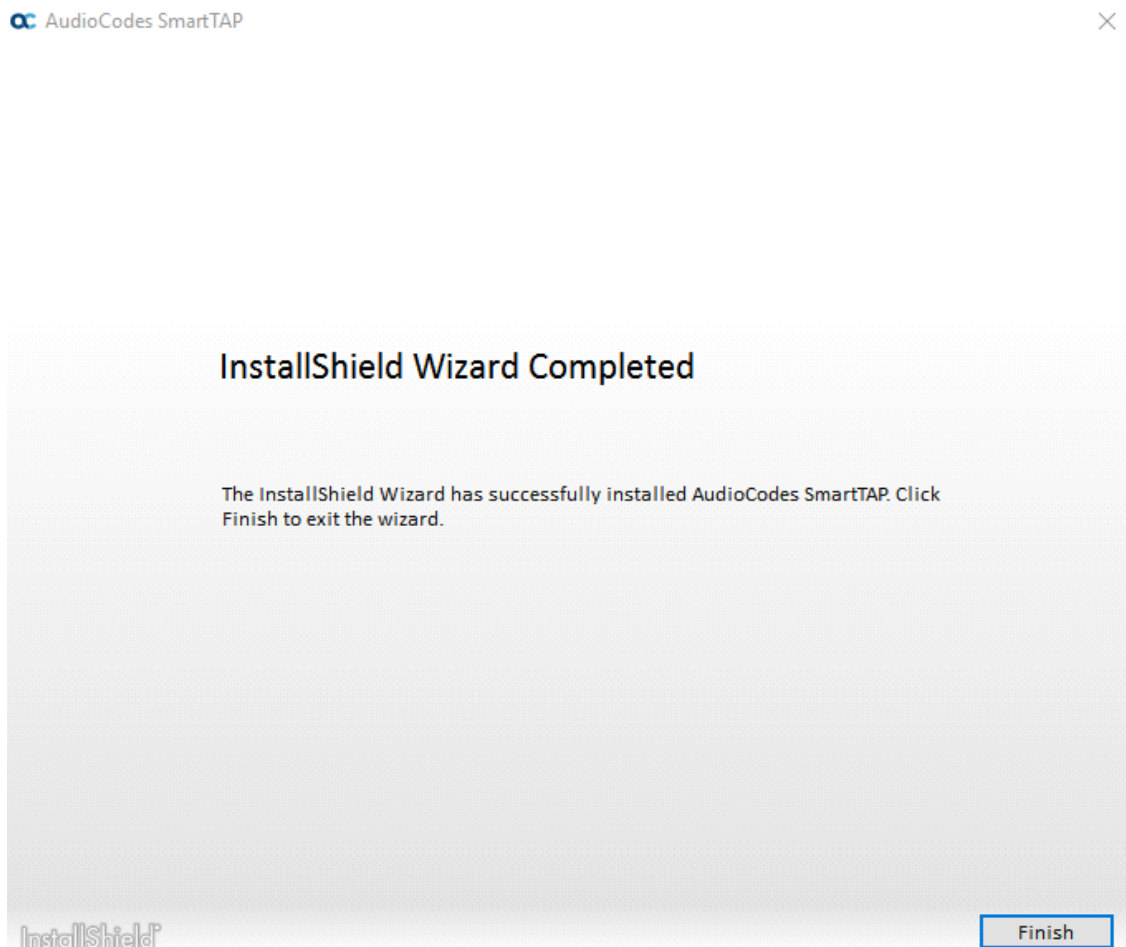 AudioCodes SmartTAP
InstallShield Wizard Completed
The InstallShield Wizard has successfully installed AudioCodes SmartTAP. Click
Finish to exit the wizard.
InstallShield
Finish